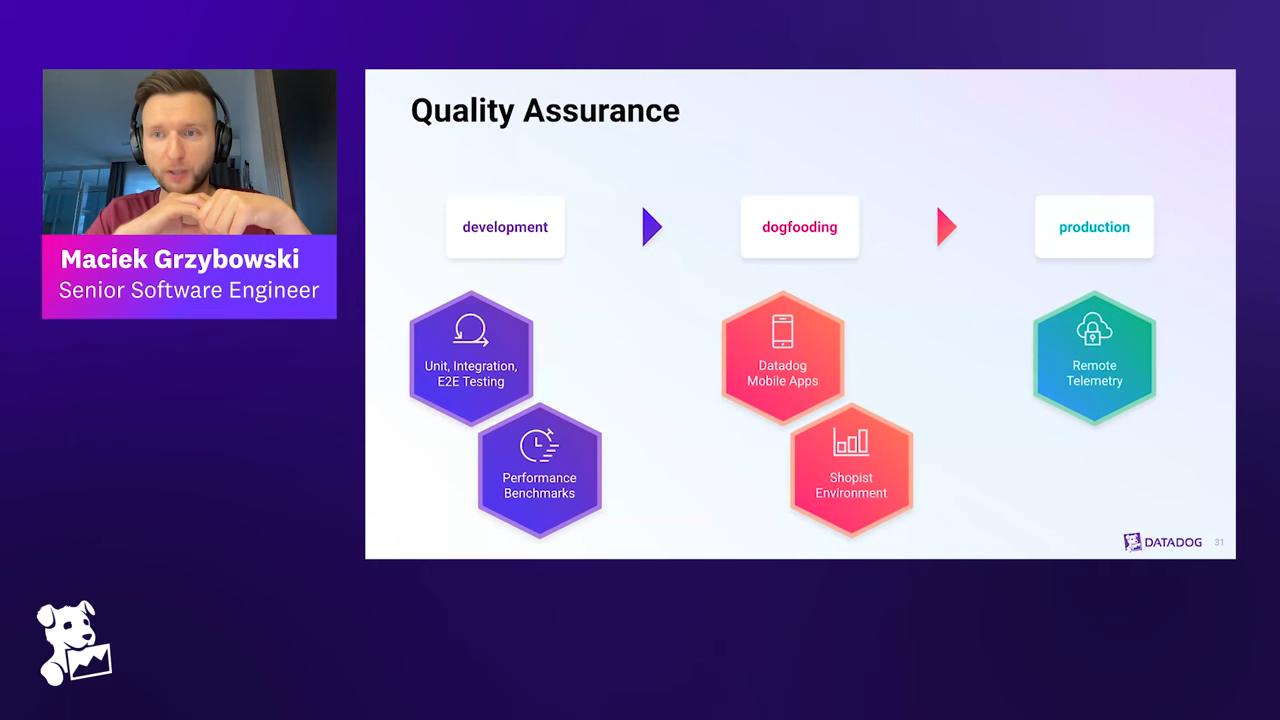 Maciek Grzybowski
Senior Software Engineer
Quality Assurance
development
dogfooding
production
Unit, Integration,
E2E Testing
Performance
Benchmarks
Datadog
Mobile Apps
Shopist
Environment
Remote
Telemetry
DATADOG 31